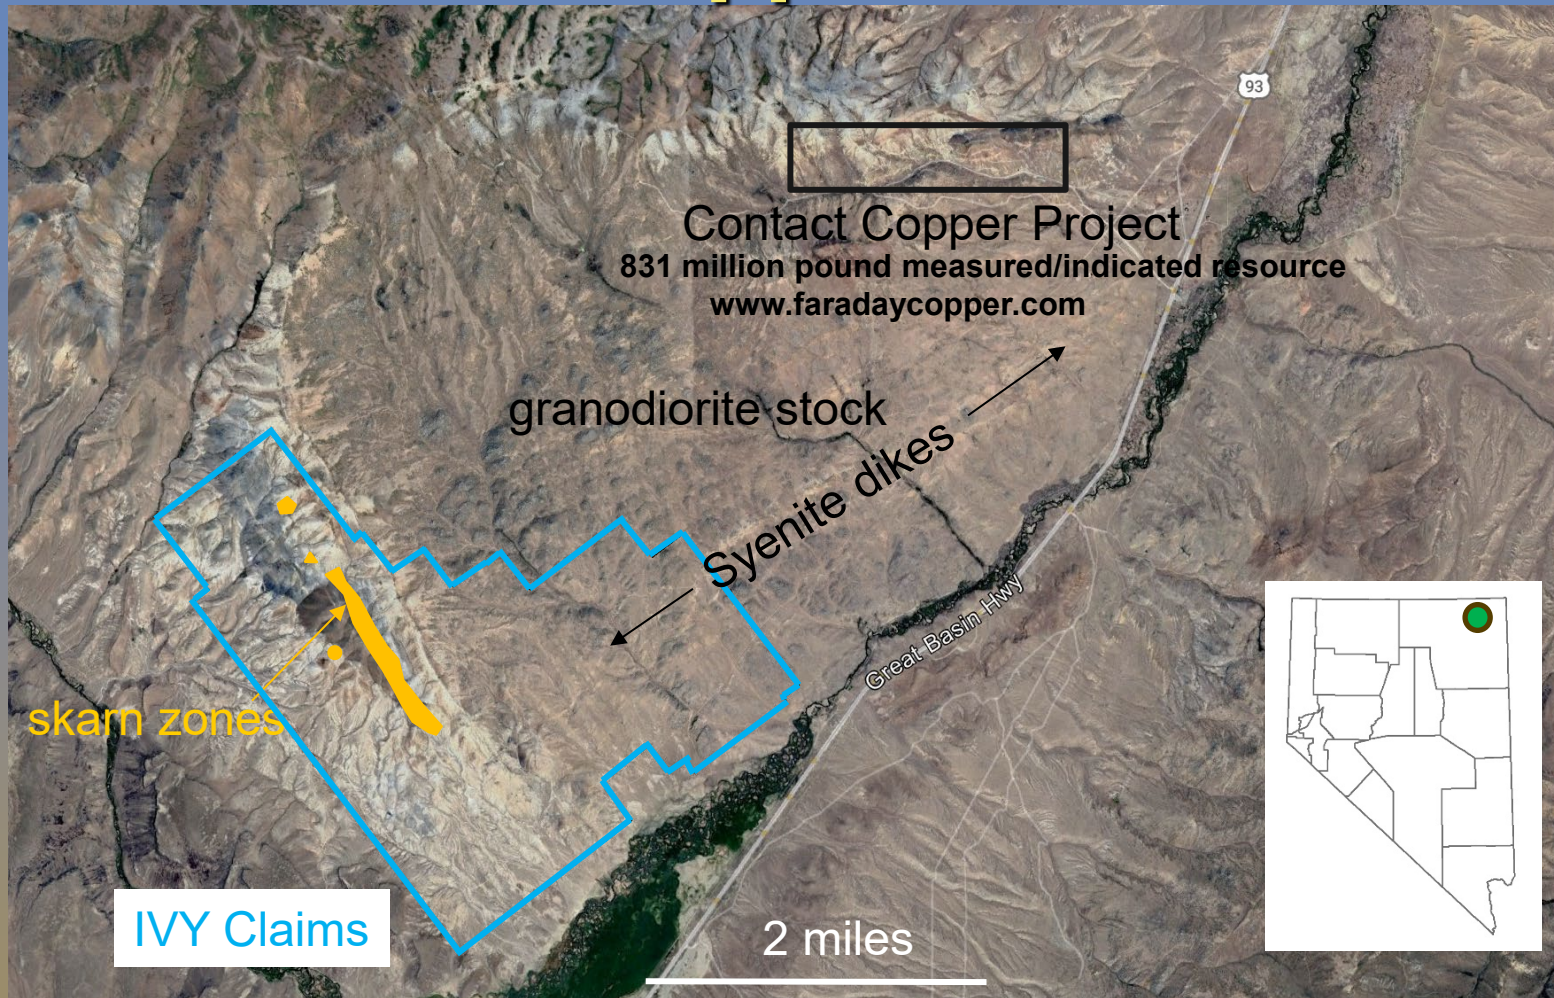 93
Contact Copper Project
831 million pound measured/indicated resource
www.faradaycopper.com
granodiorite stock
Syenite dikes
Great Basin Hwy
skarn zones
IVY Claims
2 miles